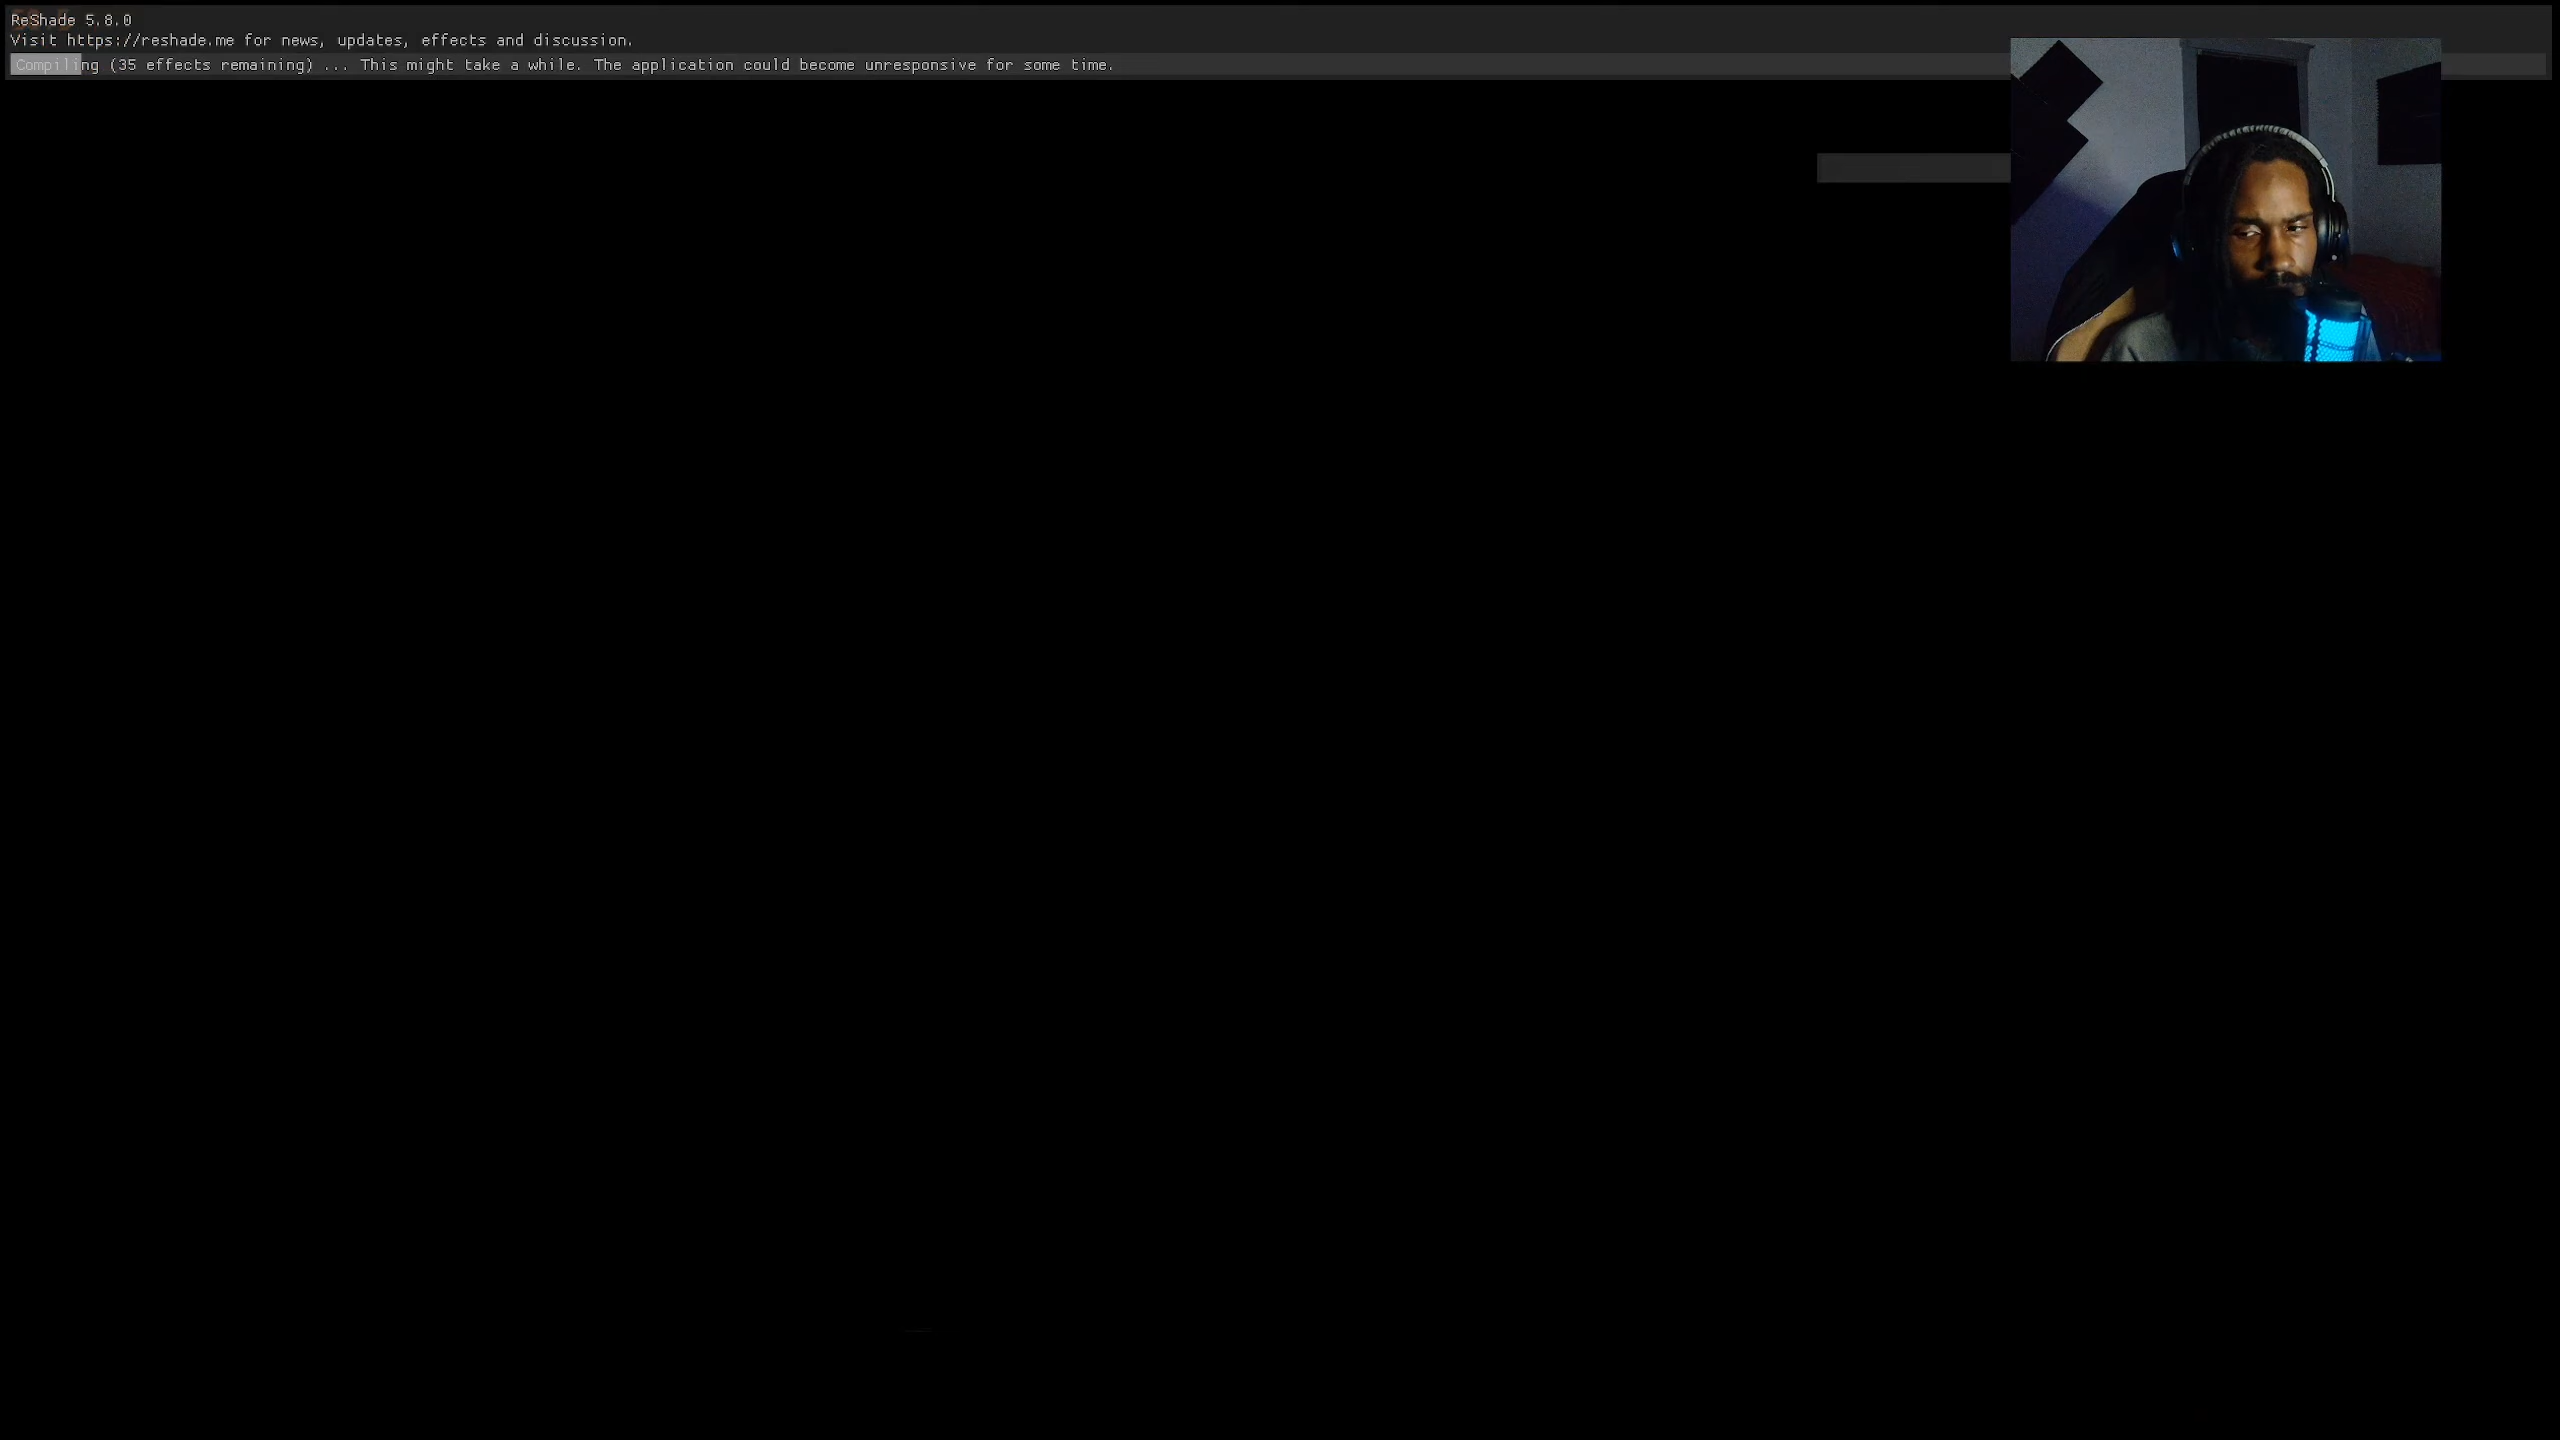 ReShade 5.8.0
Visit https://reshade.me for news, updates, effects and discussion.
Compiling (35 effects remaining) ... This might take a while. The application could become unresponsive for some time.